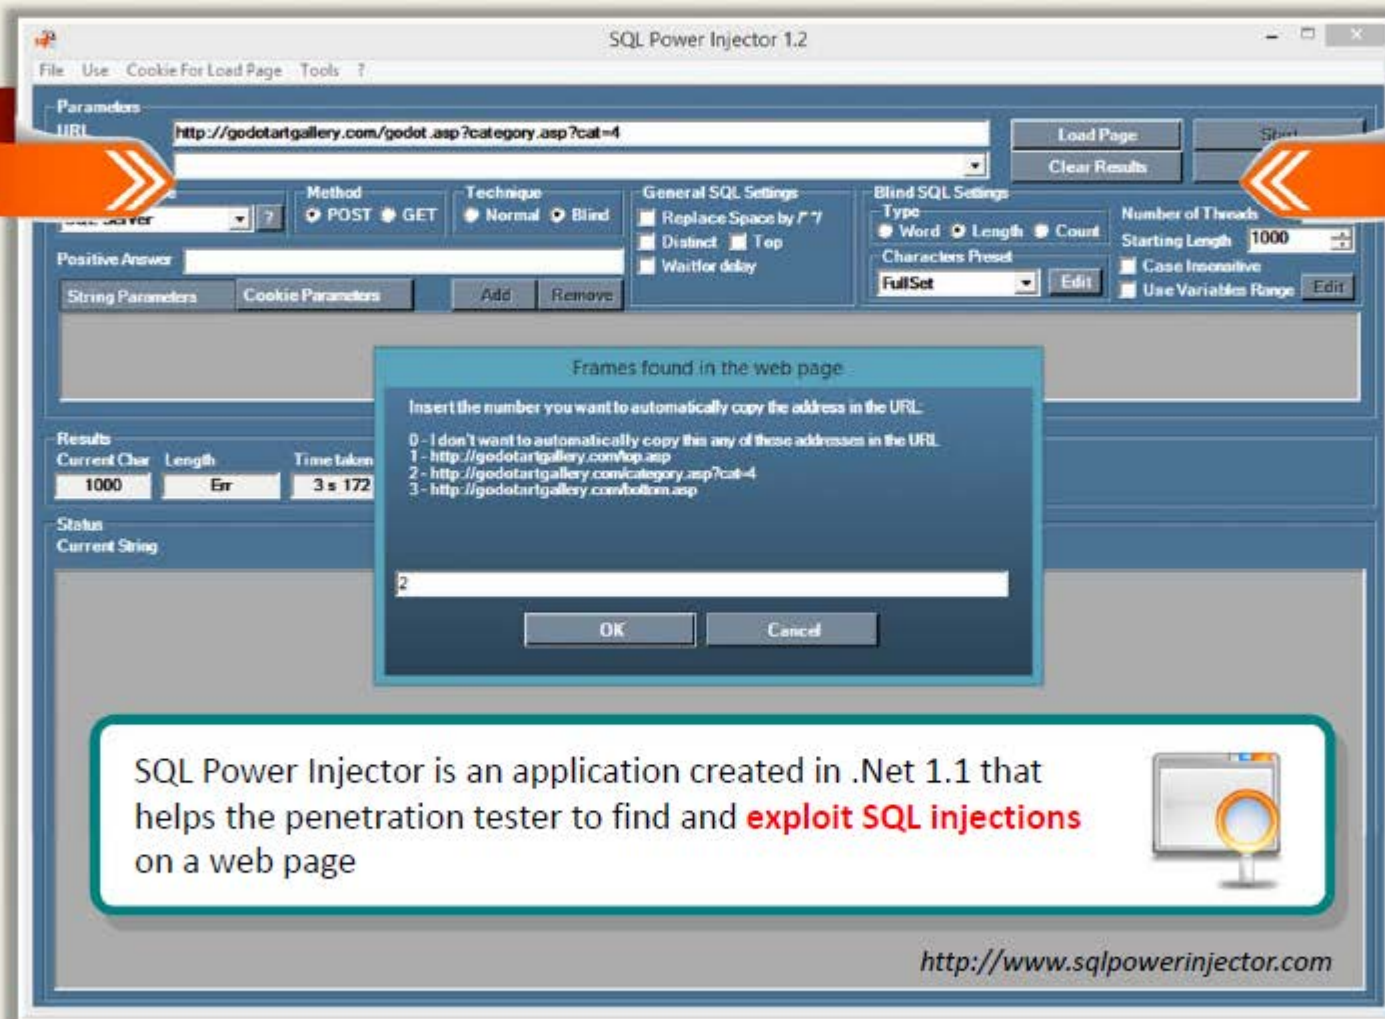 SQL Power Injector 1.2
File Use Cookie For Load Page Tools ?
Parameters
URL http://godotartgallery.com/godot.asp?category.asp?cat=4 Load Page Start
Clear Results
Method Technique General SQL Settings Blind SQL Settings
SQL Server ? POST GET Normal Blind Replace Space by /**/ Type Number of Threads
Word Length Count Starting Length 1000
Distinct Top
Positive Answer Waitfor delay Characters Preset Case Insensitive
FullSet Edit Use Variables Range Edit
String Parameters Cookie Parameters Add Remove
Frames found in the web page
Insert the number you want to automatically copy the address in the URL:
0 - I don't want to automatically copy this any of those addresses in the URL
1 - http://godotartgallery.com/top.asp
2 - http://godotartgallery.com/category.asp?cat=4
3 - http://godotartgallery.com/bottom.asp
2
OK Cancel
Results
Current Char Length Time taken
1000 Err 3 s 172
Status
Current String
SQL Power Injector is an application created in .Net 1.1 that
helps the penetration tester to find and exploit SQL injections
on a web page
http://www.sqlpowerinjector.com